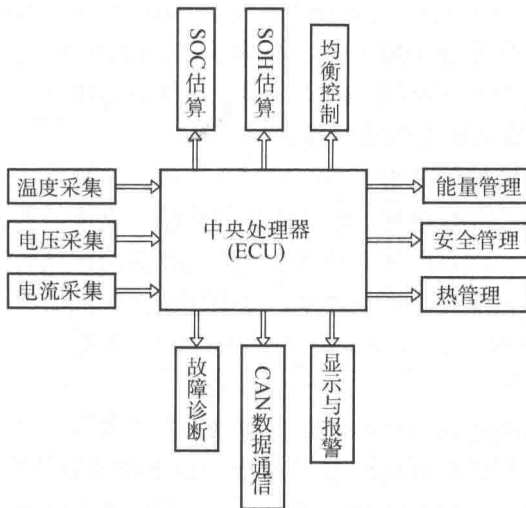 SOC估算
SOH估算
均衡控制
温度采集
电压采集
电流采集
中央处理器
(ECU)
能量管理
安全管理
热管理
故障诊断
CAN数据通信
显示与报警